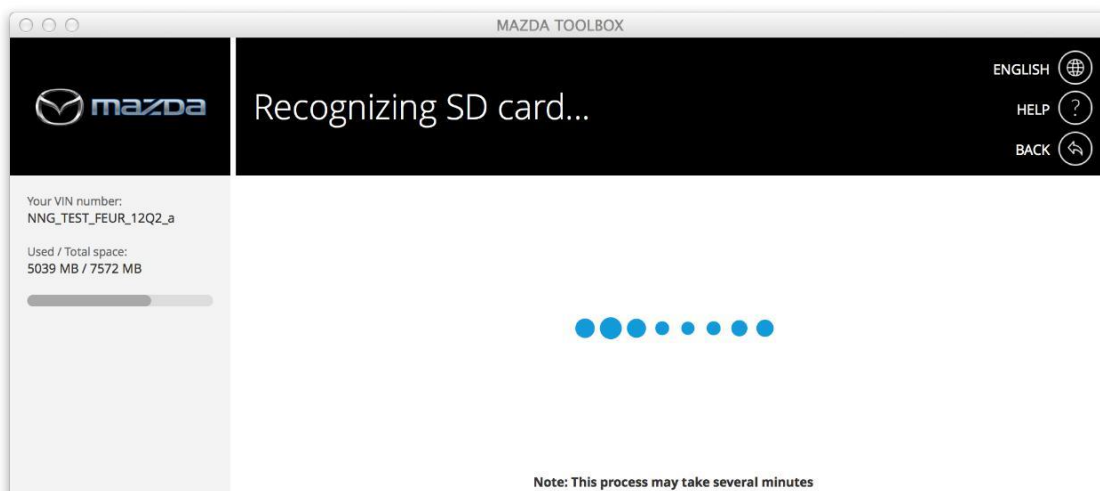 MAZDA TOOLBOX
mazda
Recognizing SD card...
ENGLISH
HELP
?
BACK
Your VIN number:
NNG_TEST_FEUR_12Q2_a
Used / Total space:
5039 MB / 7572 MB
Note: This process may take several minutes